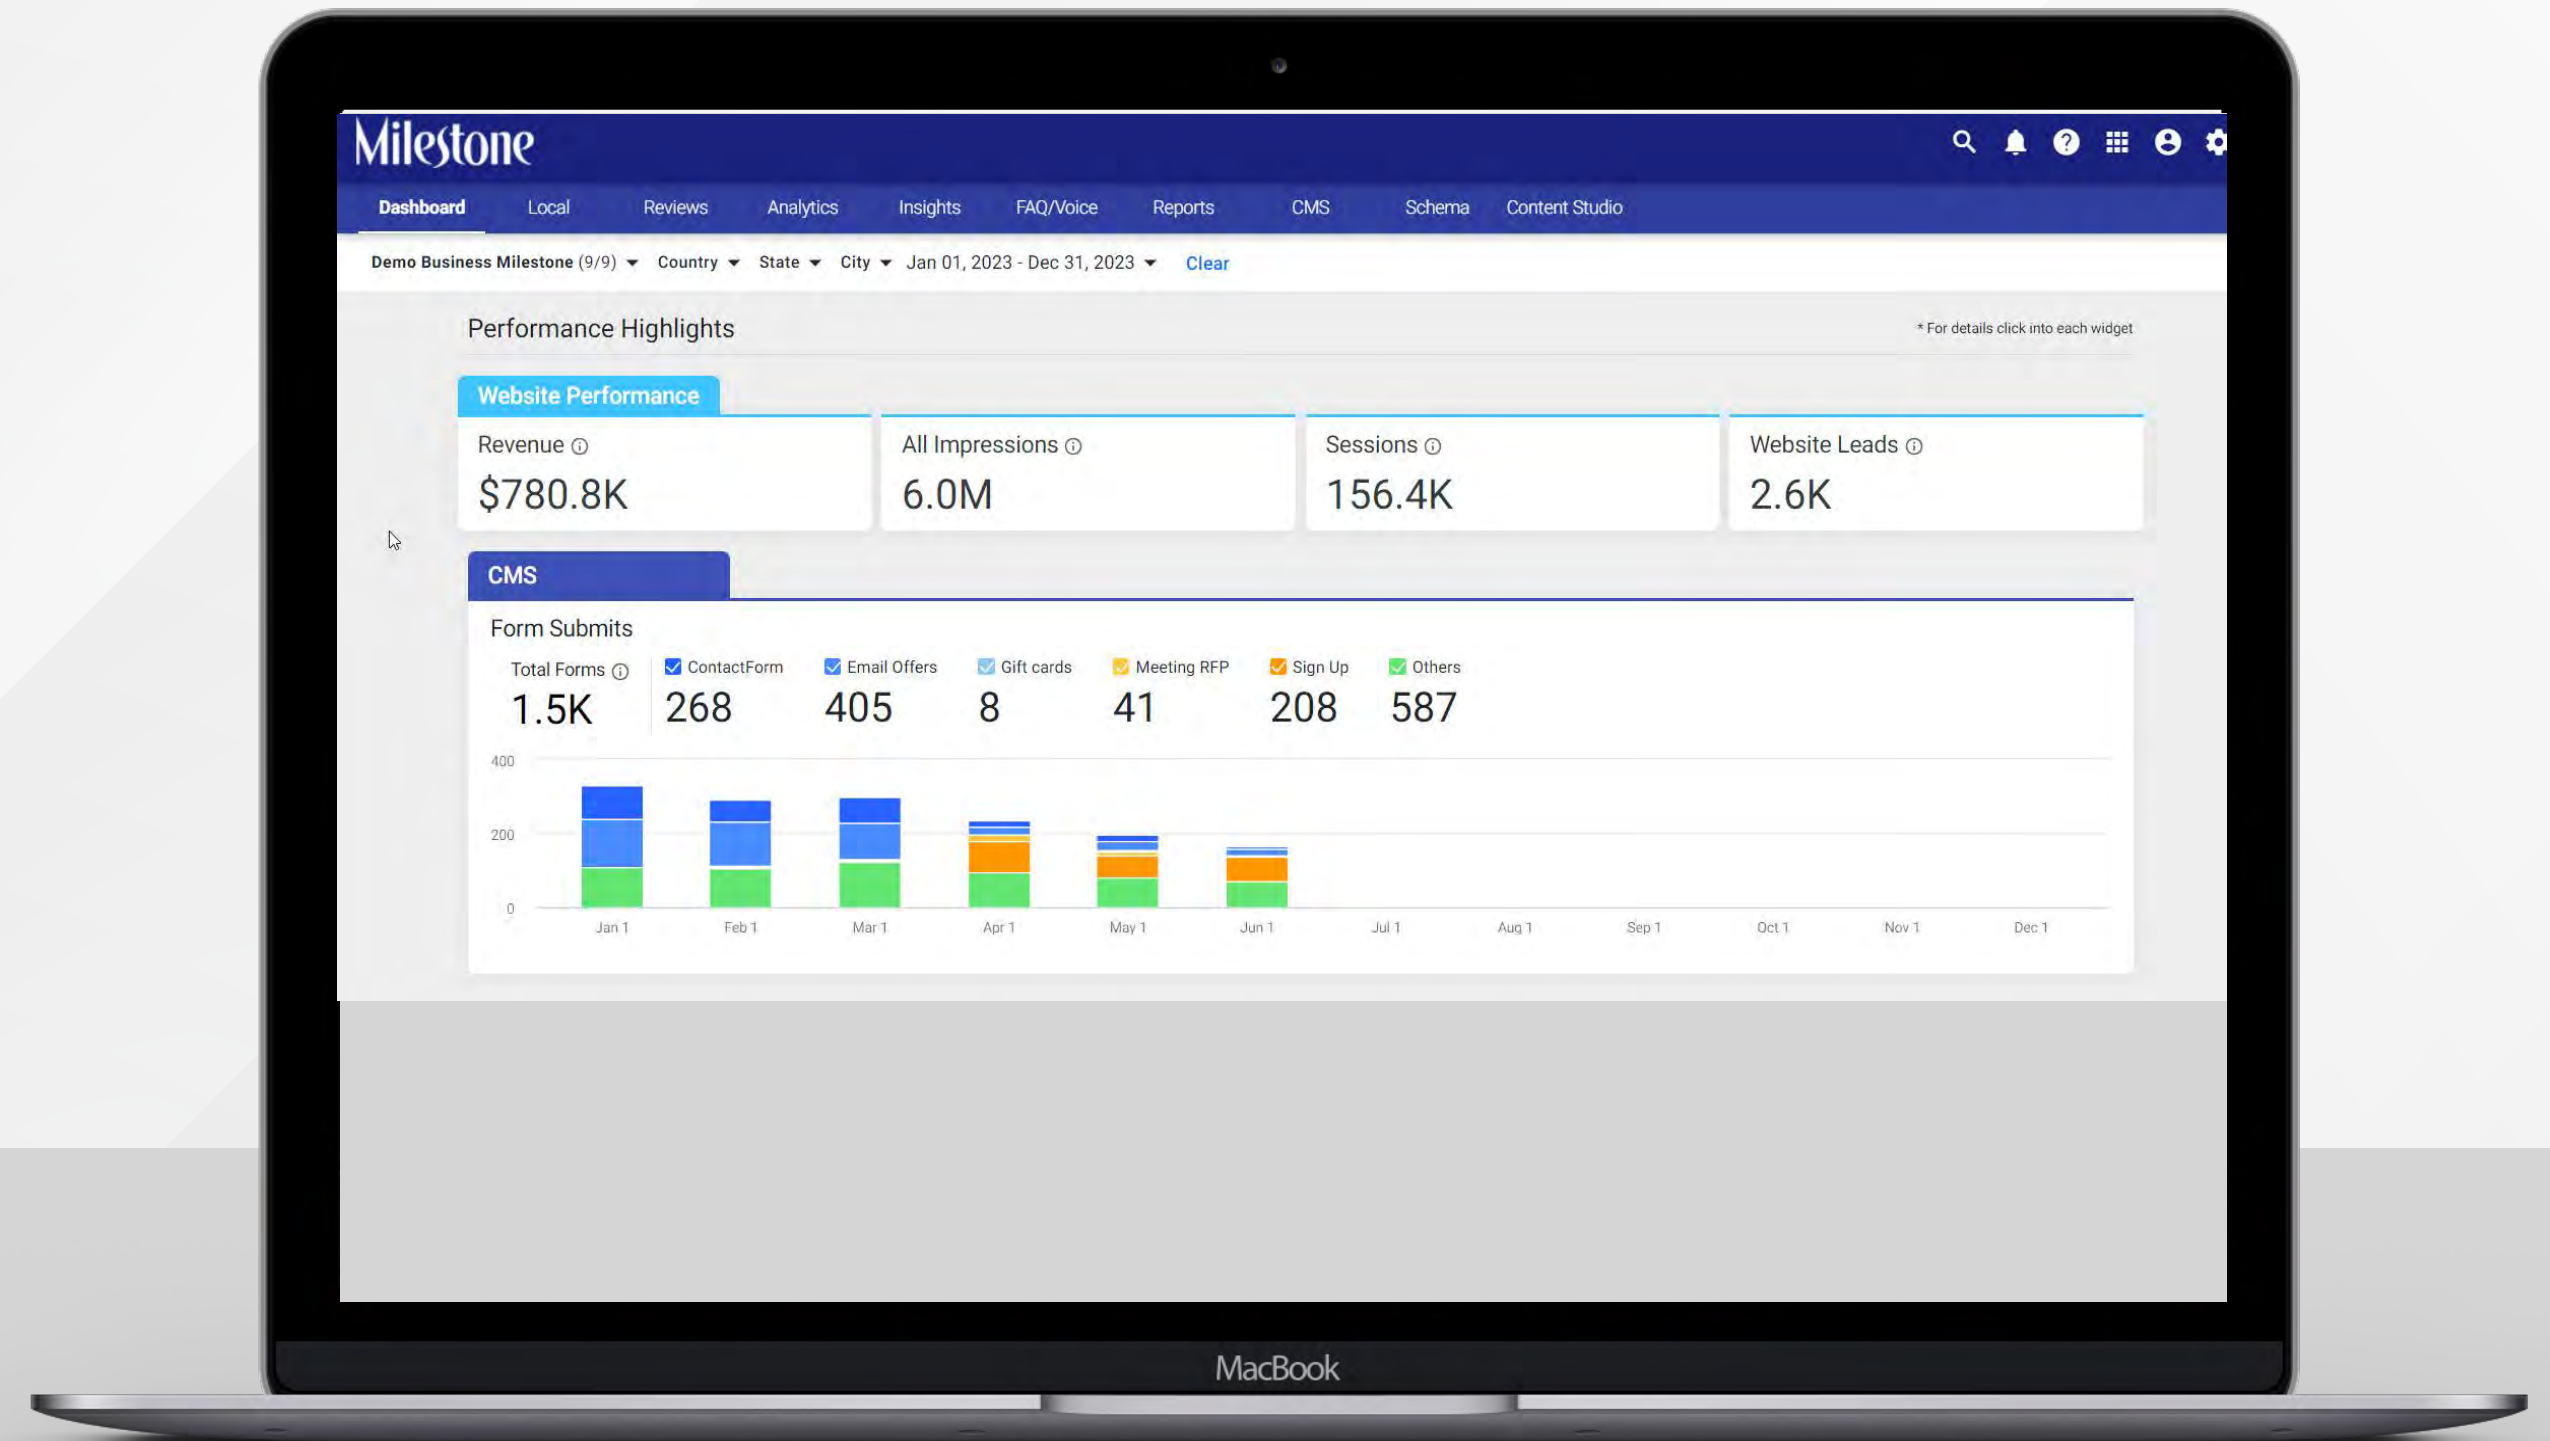 Milestone
Dashboard Local Reviews Analytics Insights FAQ/Voice Reports CMS Schema Content Studio
Demo Business Milestone (9/9) Country State City Jan 01, 2023 - Dec 31, 2023 Clear
Performance Highlights * For details click into each widget
Website Performance
Revenue All Impressions Sessions Website Leads
$780.8K 6.0M 156.4K 2.6K
CMS
Form Submits
Total Forms ContactForm Email Offers Gift cards Meeting RFP Sign Up Others
1.5K 268 405 8 41 208 587
400
200
0
Jan 1 Feb 1 Mar 1 Apr 1 May 1 Jun 1 Jul 1 Aug 1 Sep 1 Oct 1 Nov 1 Dec 1
MacBook